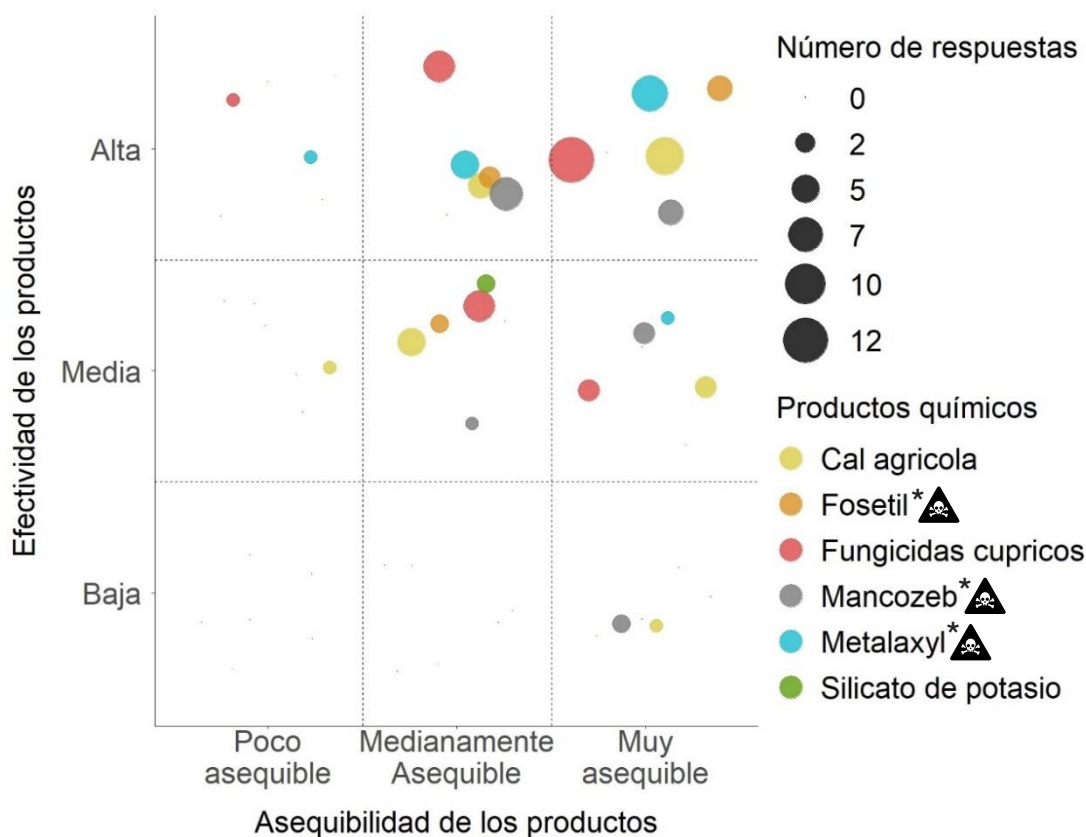 Efectividad de los productos
Alta
Media
Baja
Poco
asequible
Medianamente
Asequible
Muy
asequible
Asequibilidad de los productos
Número de respuestas
0
2
5
7
10
12
Productos químicos
Cal agricola
Fosetil*
Fungicidas cupricos
Mancozeb*
Metalaxyl*
Silicato de potasio